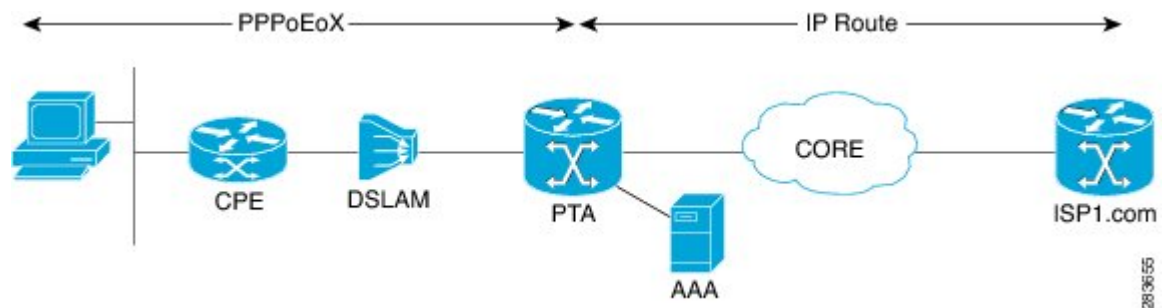 PPPoEoX
IP Route
CORE
CPE
DSLAM
PTA
ISP1.com
AAA
283655